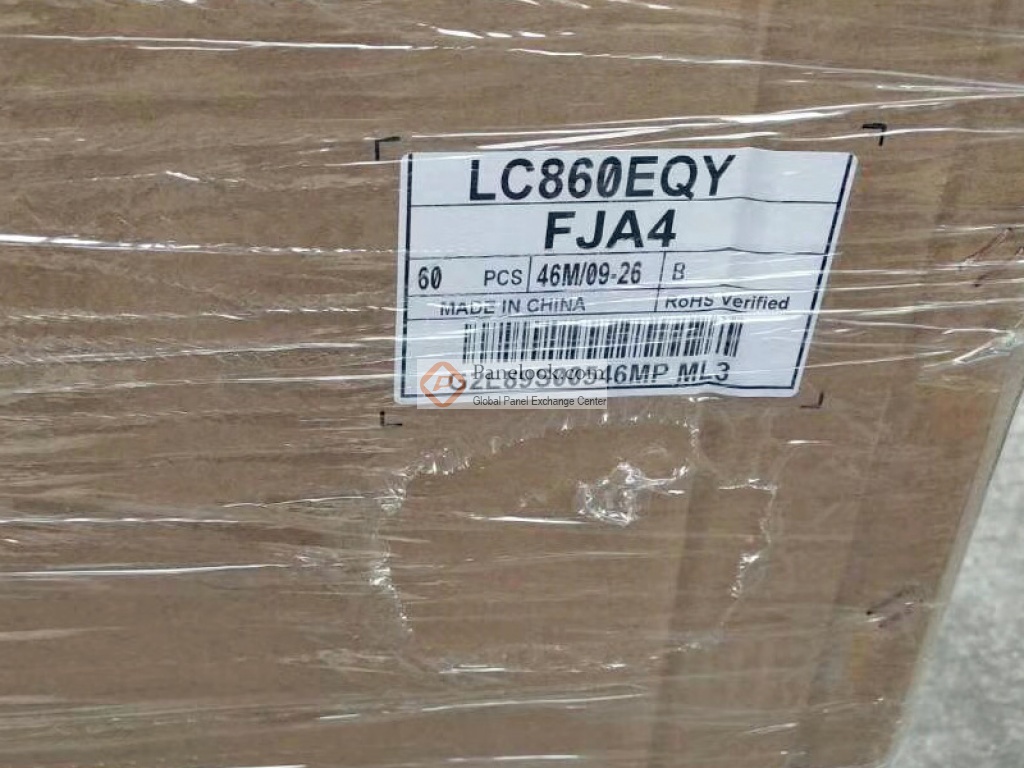 LC860EQY
FJA4
60 PCS 46M/09-26 B
MADE IN CHINA RoHS Verified
Panelook.com
46MP ML3
Global Panel Exchange Center